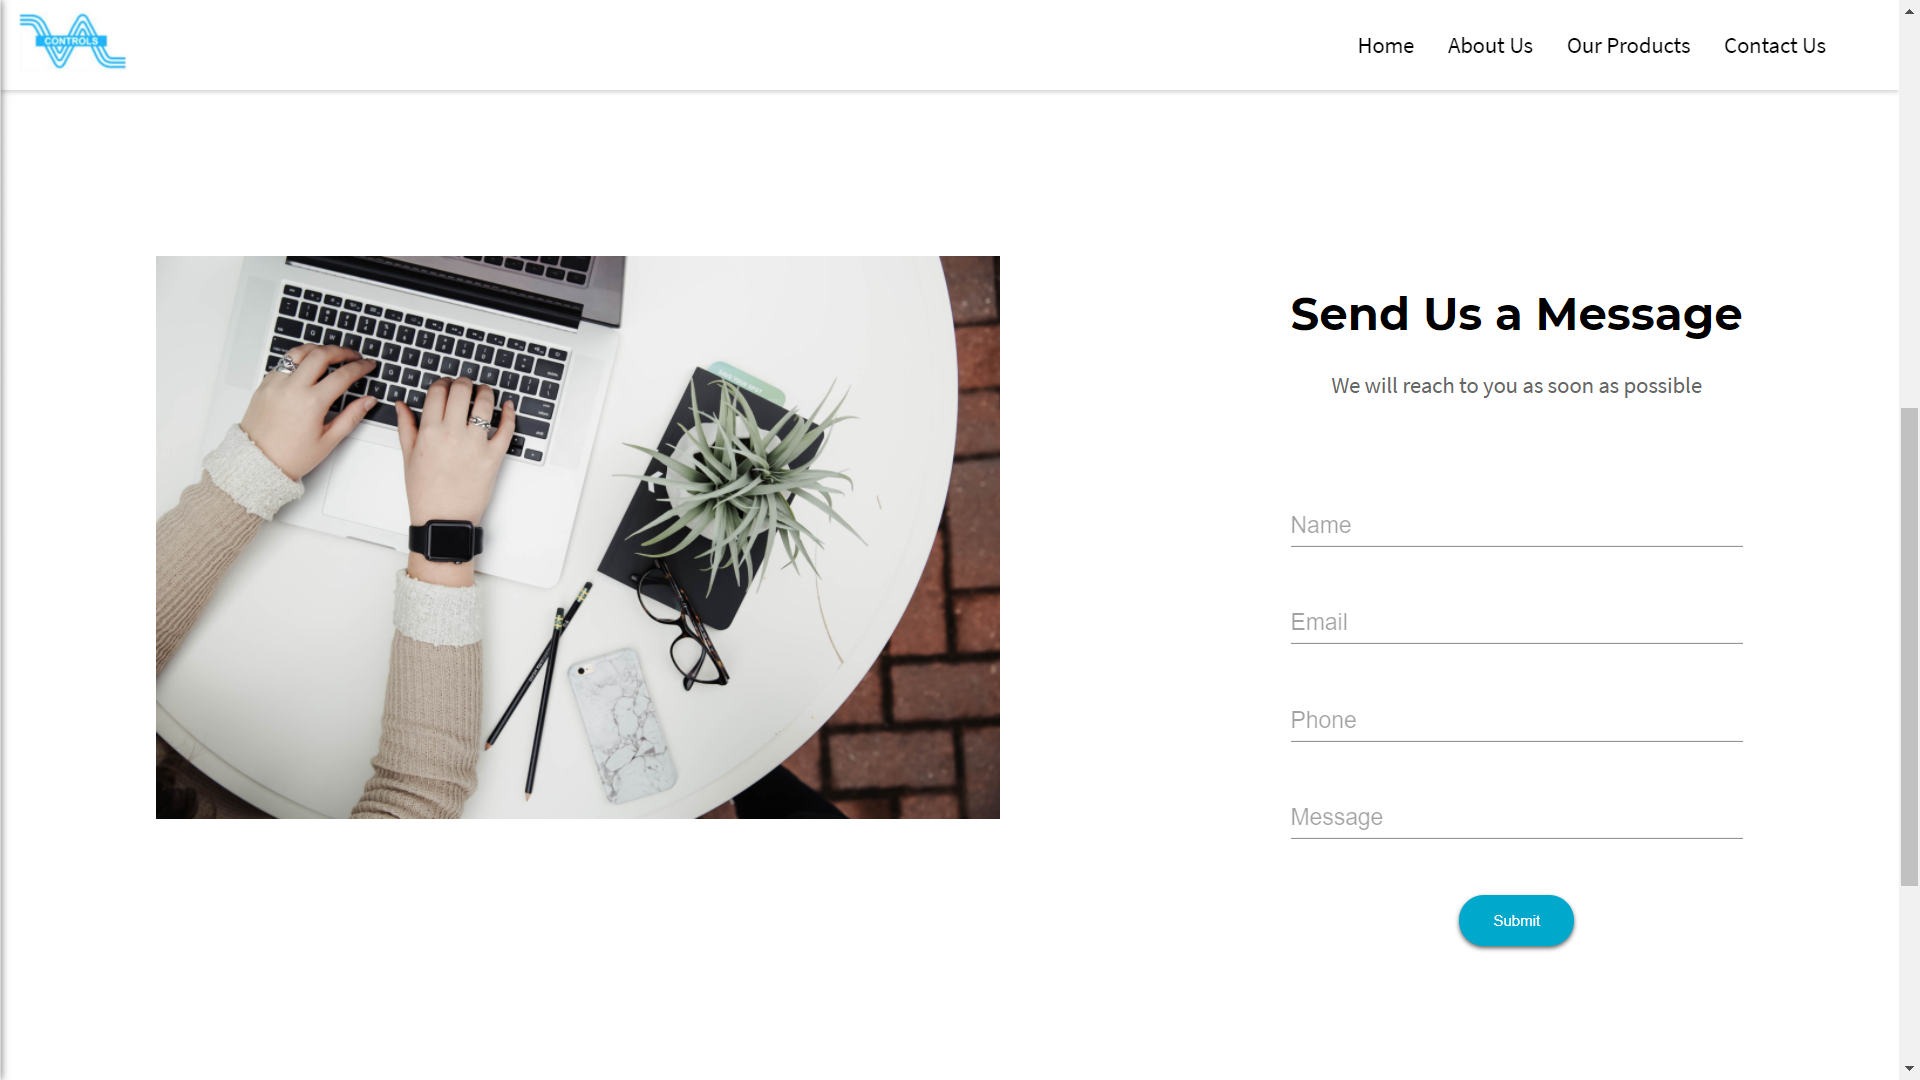 CONTROLS
Home
About Us
Our Products
Contact Us
Send Us a Message
We will reach to you as soon as possible
Name
Email
Phone
Message
Submit